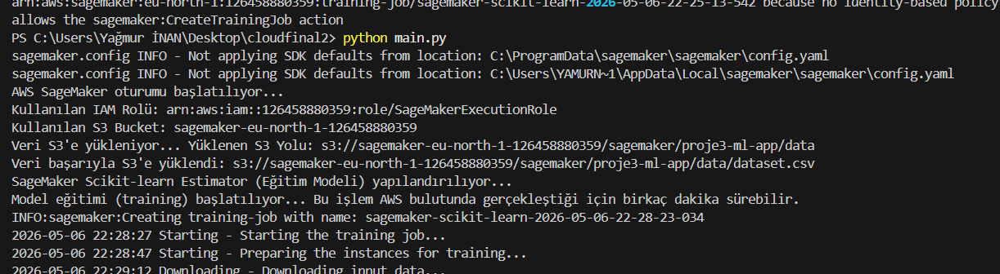 arn:aws:sagemaker:eu-north-1:126458880359:training-job/sagemaker-scikit-learn-2026-05-06-22-25-13-542 because no identity-based policy
allows the sagemaker:CreateTrainingJob action
PS C:\Users\Yağmur İNAN\Desktop\cloudfinal2> python main.py
sagemaker.config INFO - Not applying SDK defaults from location: C:\ProgramData\sagemaker\sagemaker\config.yaml
sagemaker.config INFO - Not applying SDK defaults from location: C:\Users\YAMURN~1\AppData\Local\sagemaker\sagemaker\config.yaml
AWS SageMaker oturumu başlatılıyor...
Kullanılan IAM Rolü: arn:aws:iam::126458880359:role/SageMakerExecutionRole
Kullanılan S3 Bucket: sagemaker-eu-north-1-126458880359
Veri S3'e yükleniyor... Yüklenen S3 Yolu: s3://sagemaker-eu-north-1-126458880359/sagemaker/proje3-ml-app/data
Veri başarıyla S3'e yüklendi: s3://sagemaker-eu-north-1-126458880359/sagemaker/proje3-ml-app/data/dataset.csv
SageMaker Scikit-learn Estimator (Eğitim Modeli) yapılandırılıyor...
Model eğitimi (training) başlatılıyor... Bu işlem AWS bulutunda gerçekleştiği için birkaç dakika sürebilir.
INFO:sagemaker:Creating training-job with name: sagemaker-scikit-learn-2026-05-06-22-28-23-034
2026-05-06 22:28:27 Starting - Starting the training job...
2026-05-06 22:28:47 Starting - Preparing the instances for training...
2026-05-06 22:29:12 Downloading - Downloading input data...